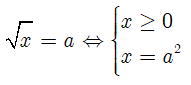 √x = a ⇔ { x ≥ 0
x = a²